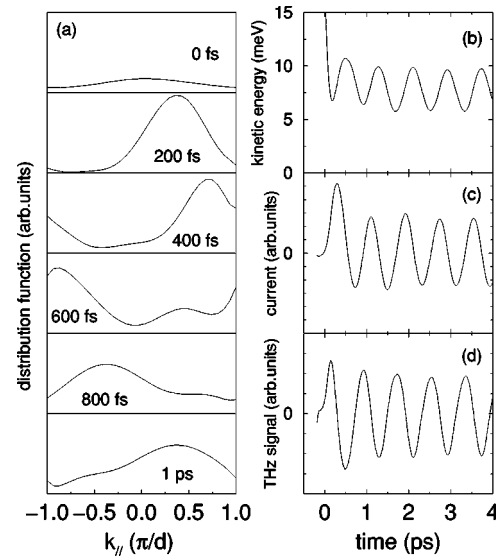 (a)
0 fs
200 fs
400 fs
600 fs
800 fs
1 ps
distribution function (arb.units)
−1.0 −0.5 0.0 0.5 1.0
k// (π/d)
(b)
15
10
5
0
kinetic energy (meV)
(c)
0
current (arb.units)
(d)
0
THz signal (arb.units)
0 1 2 3 4
time (ps)